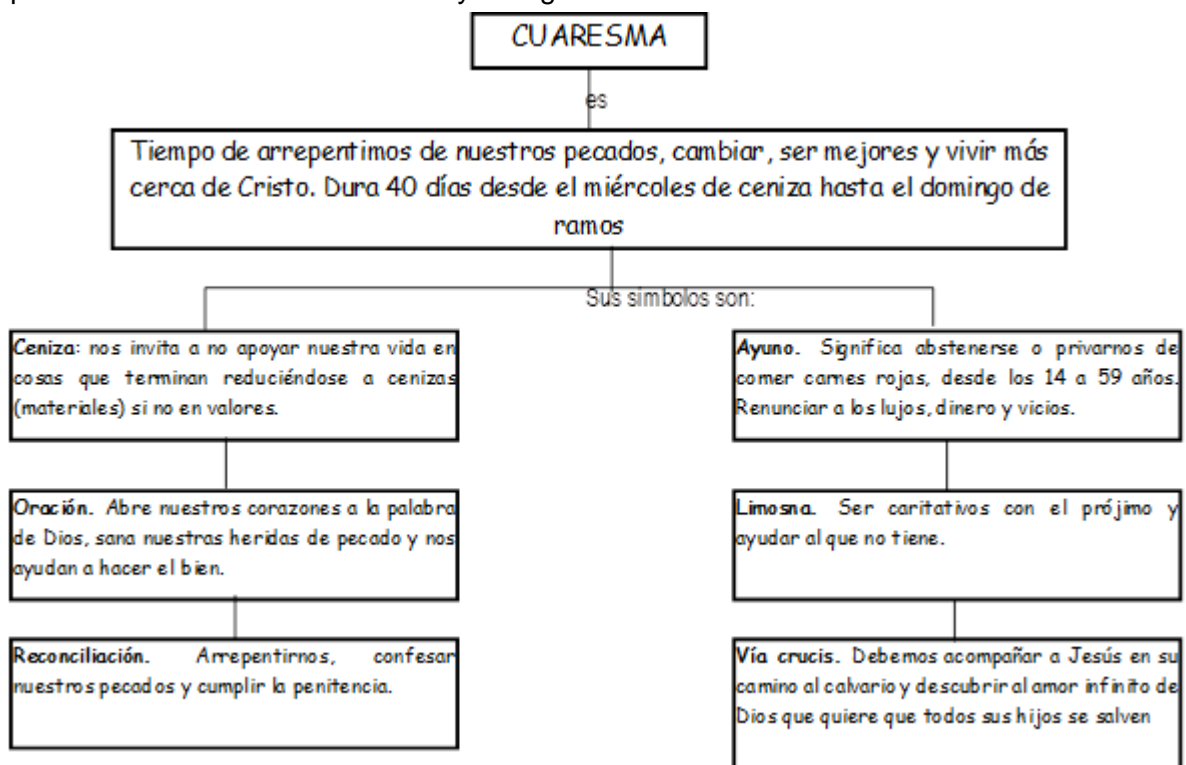 CUARESMA
es
Tiempo de arrepentimos de nuestros pecados, cambiar, ser mejores y vivir más
cerca de Cristo. Dura 40 días desde el miércoles de ceniza hasta el domingo de
ramos
Sus simbolos son:
Ceniza: nos invita a no apoyar nuestra vida en
cosas que terminan reduciéndose a cenizas
(materiales) si no en valores.
Ayuno. Significa abstenerse o privarnos de
comer carnes rojas, desde los 14 a 59 años.
Renunciar a los lujos, dinero y vicios.
Oración. Abre nuestros corazones a la palabra
de Dios, sana nuestras heridas de pecado y nos
ayudan a hacer el bien.
Limosna. Ser caritativos con el prójimo y
ayudar al que no tiene.
Reconciliación. Arrepentirnos, confesar
nuestros pecados y cumplir la penitencia.
Vía crucis. Debemos acompañar a Jesús en su
camino al calvario y descubrir al amor infinito de
Dios que quiere que todos sus hijos se salven